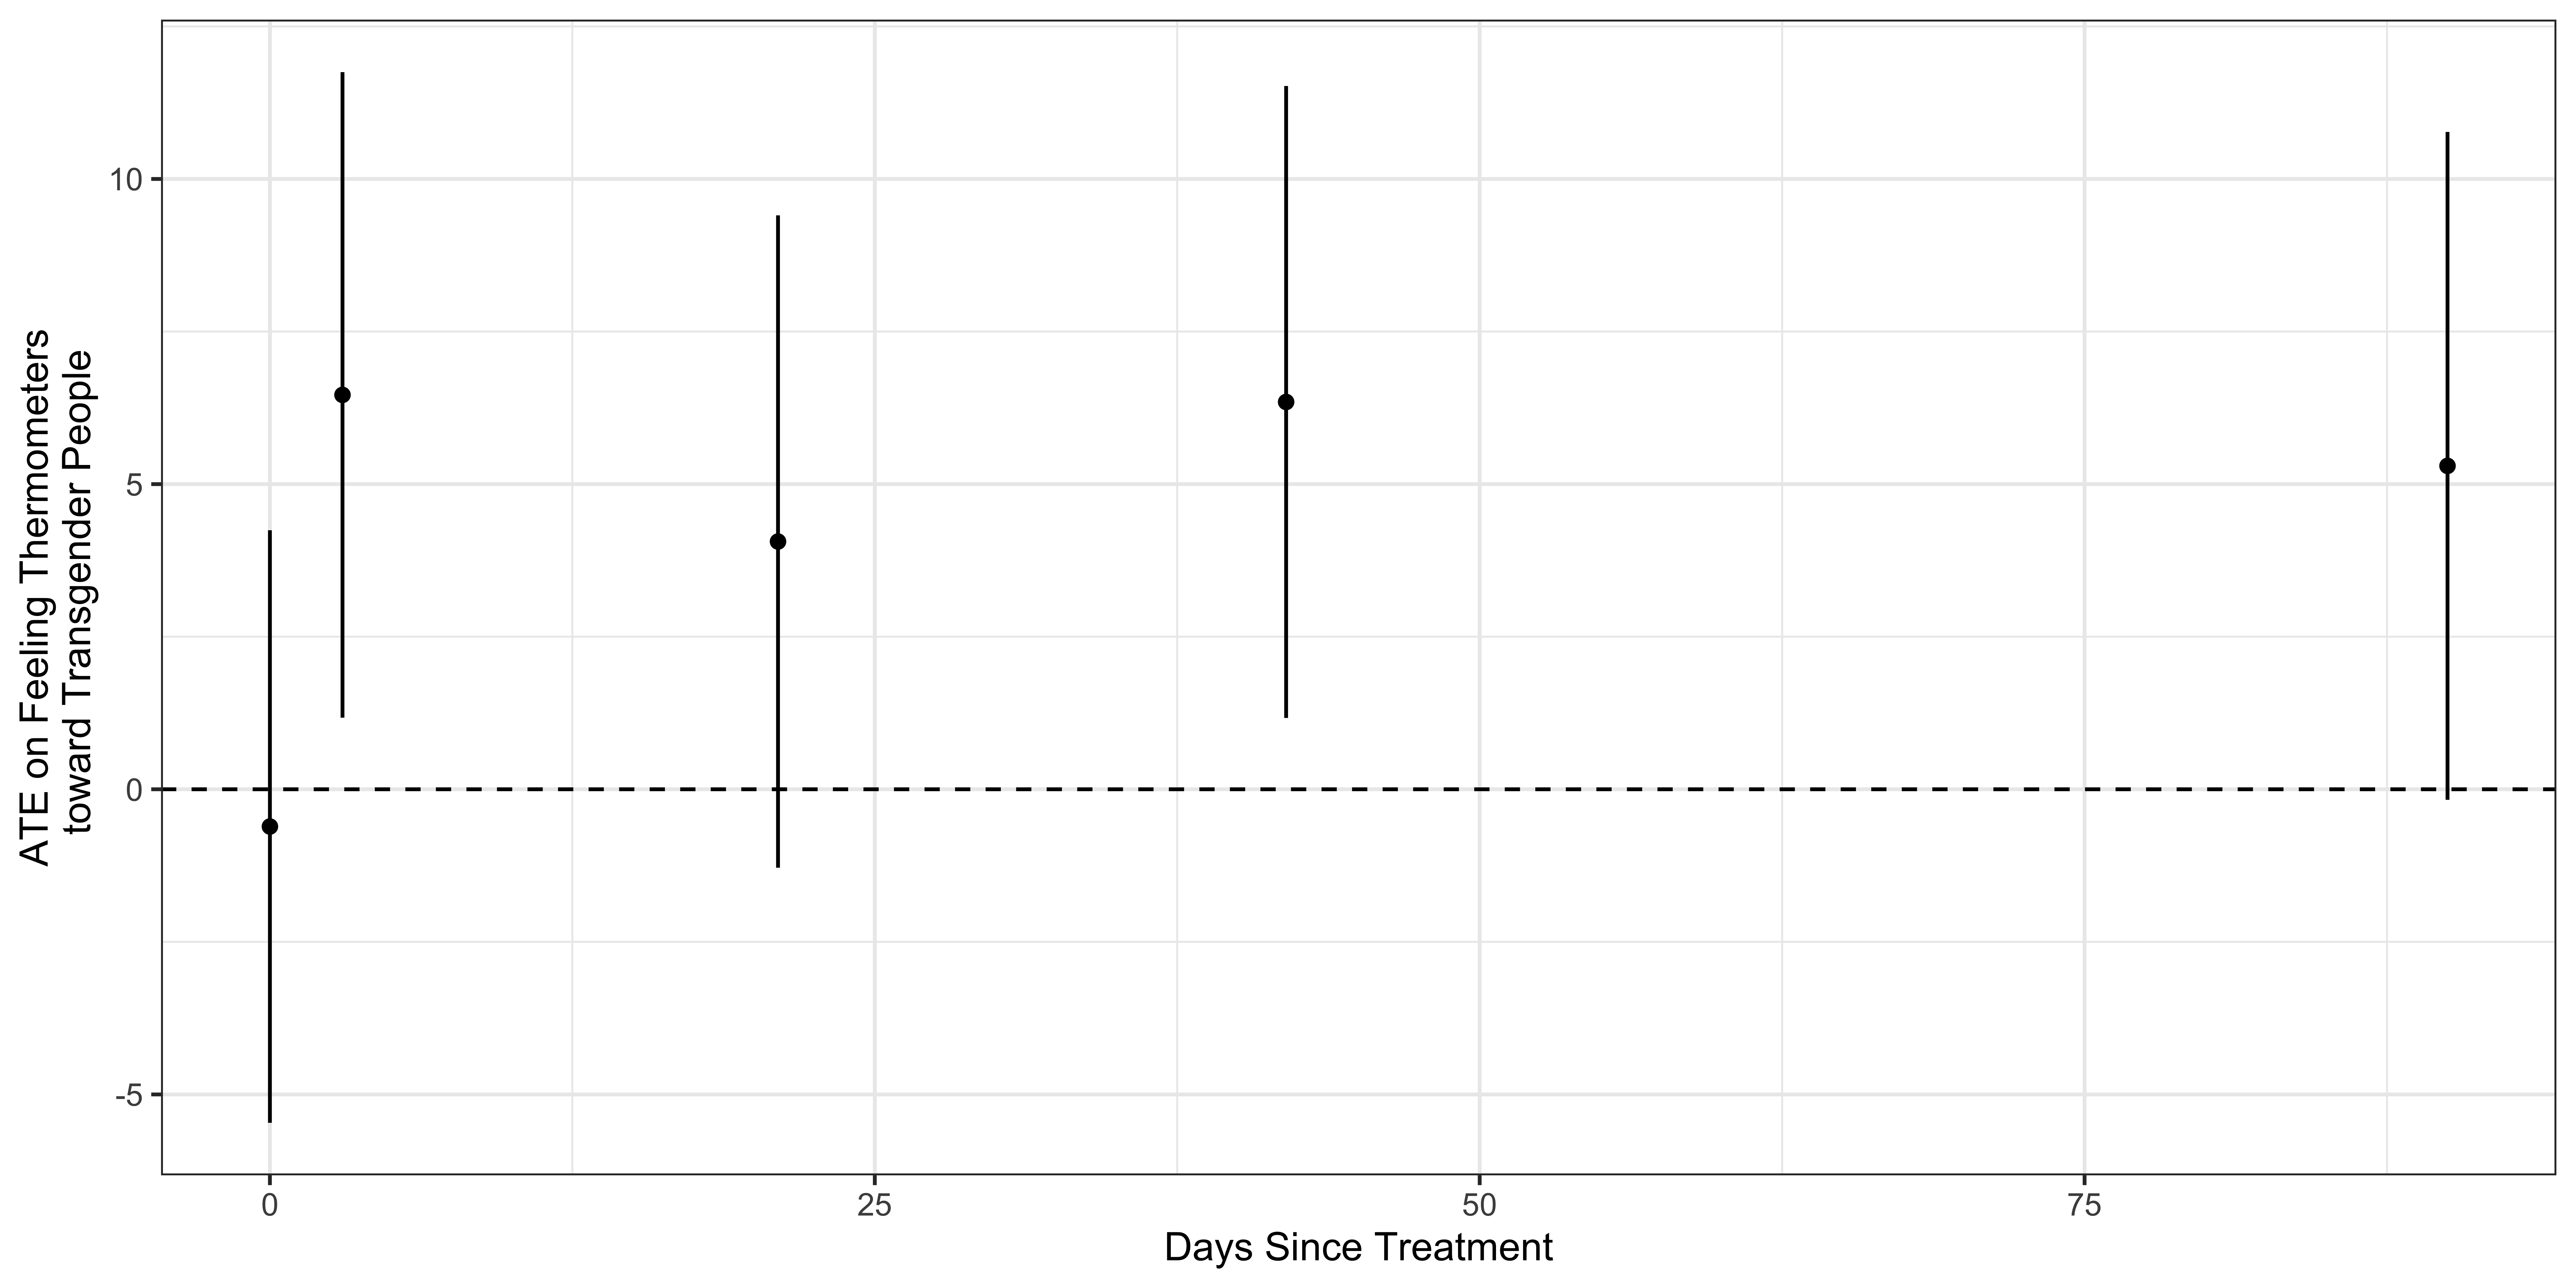 ATE on Feeling Thermometers
toward Transgender People
10
5
0
-5
0
25
50
75
Days Since Treatment